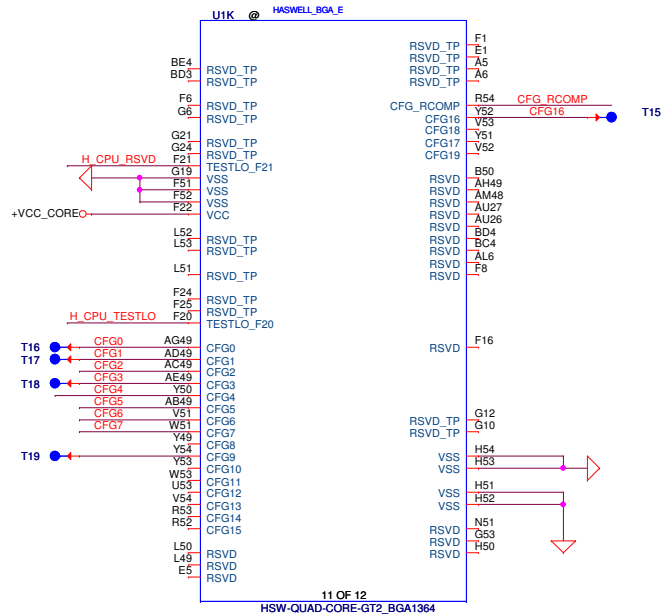 U1K @ HASWELL_BGA_E
RSVD_TP F1
RSVD_TP E1
BE4 RSVD_TP RSVD_TP A5
BD3 RSVD_TP RSVD_TP A6
F6 RSVD_TP CFG_RCOMP R54 CFG_RCOMP
G6 RSVD_TP CFG16 Y52 CFG16 T15
CFG18 V53
G21 RSVD_TP CFG17 Y51
G24 RSVD_TP CFG19 V52
H_CPU_RSVD F21 TESTLO_F21
G19 VSS RSVD B50
F51 VSS RSVD AH49
F52 VSS RSVD AM48
+VCC_CORE F22 VCC RSVD AU27
RSVD AU26
L52 RSVD_TP RSVD BD4
L53 RSVD_TP RSVD BC4
RSVD AL6
L51 RSVD_TP RSVD F8
F24 RSVD_TP
F25 RSVD_TP
H_CPU_TESTLO F20 TESTLO_F20
T16 CFG0 AG49 CFG0 RSVD F16
T17 CFG1 AD49 CFG1
CFG2 AC49 CFG2
T18 CFG3 AE49 CFG3
CFG4 Y50 CFG4
CFG5 AB49 CFG5
CFG6 V51 CFG6 RSVD_TP G12
CFG7 W51 CFG7 RSVD_TP G10
Y49 CFG8
T19 Y54 CFG9 VSS H54
Y53 CFG10 VSS H53
W53 CFG11
U53 CFG12 VSS H51
V54 CFG13 VSS H52
R53 CFG14
R52 CFG15 RSVD N51
RSVD G53
L50 RSVD RSVD H50
L49 RSVD
E5 RSVD
11 OF 12
HSW-QUAD-CORE-GT2_BGA1364